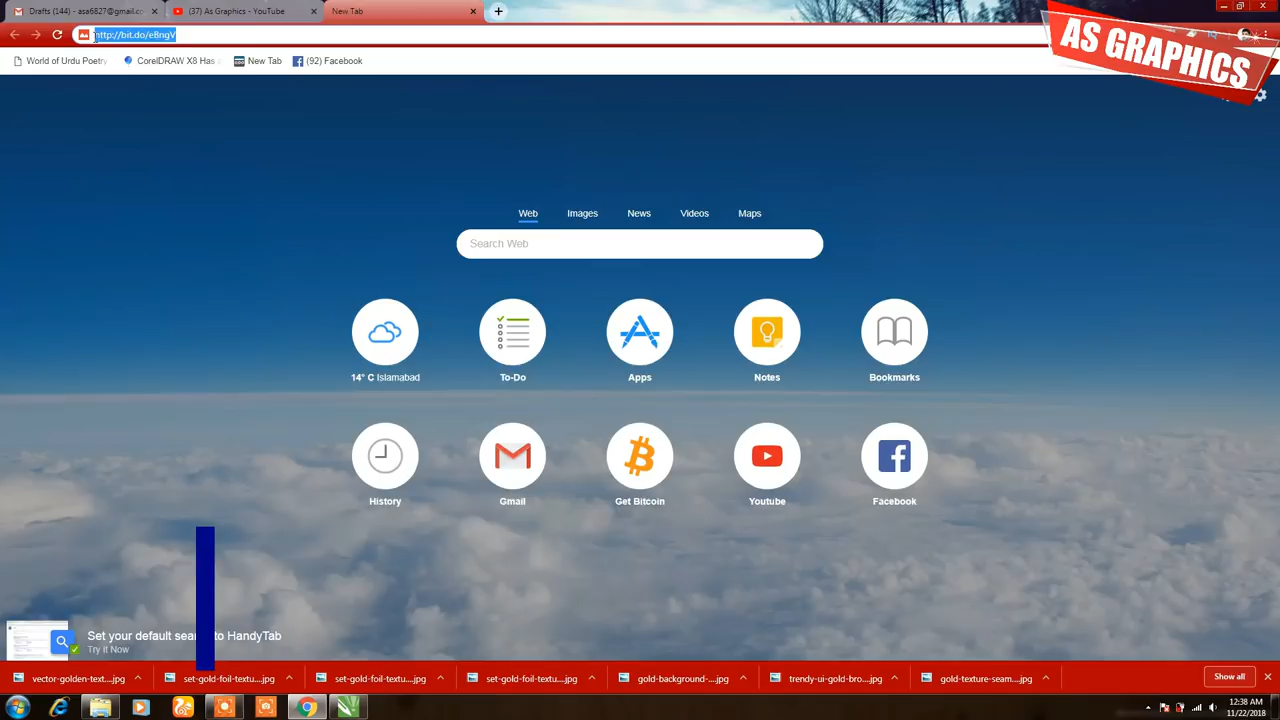 Drafts (144) - asa6827@gmail.co
(37) As Graphics - YouTube
New Tab
http://bit.do/eBngV
AS GRAPHICS
World of Urdu Poetry
CorelDRAW X8 Has
New Tab
(92) Facebook
Web
Images
News
Videos
Maps
Search Web
14° C Islamabad
To-Do
Apps
Notes
Bookmarks
History
Gmail
Get Bitcoin
Youtube
Facebook
Set your default sear to HandyTab
Try It Now
vector-golden-text....jpg
set-gold-foil-textu....jpg
set-gold-foil-textu....jpg
set-gold-foil-textu....jpg
gold-background-....jpg
trendy-ui-gold-bro....jpg
gold-texture-seam....jpg
Show all
12:38 AM
11/22/2018